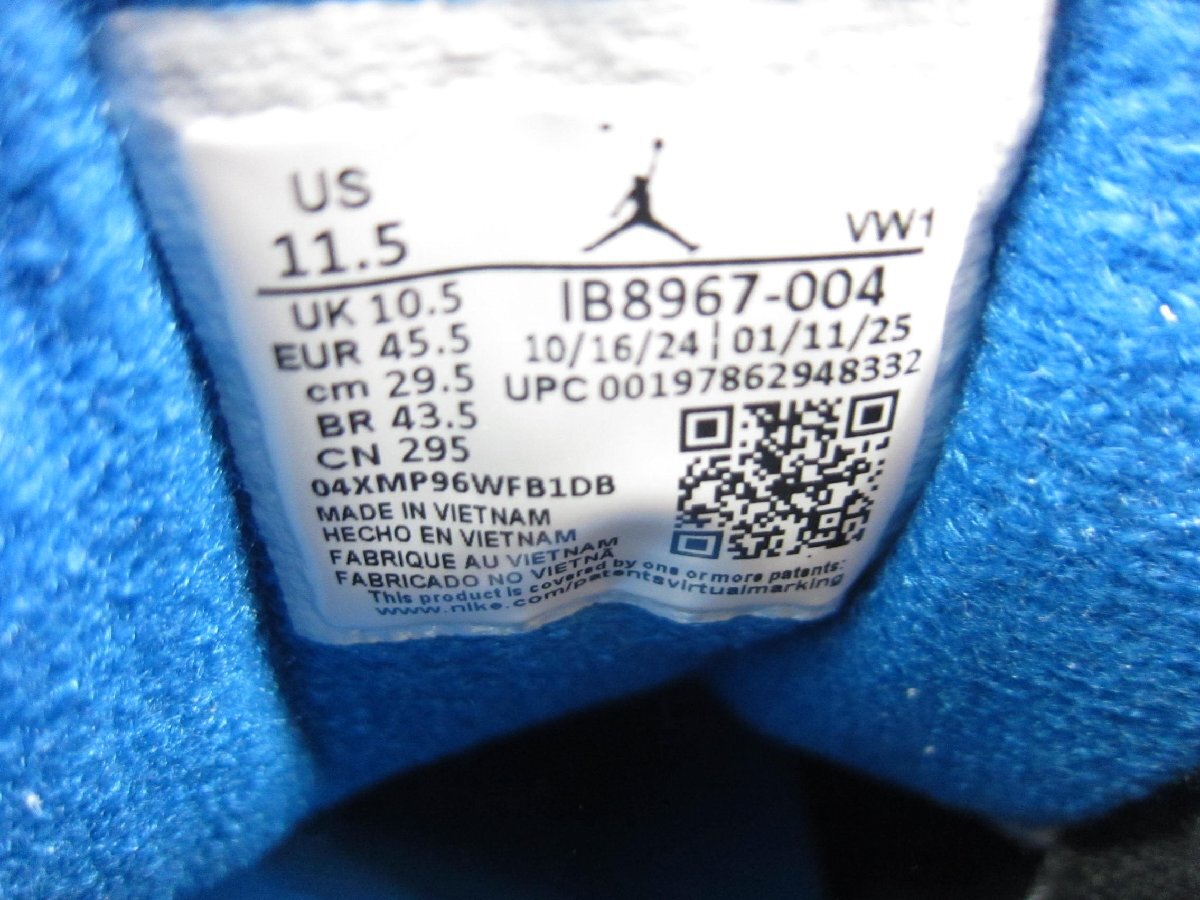 US
11.5
VW1
UK 10.5
IB8967-004
EUR 45.5
10/16/24 | 01/11/25
cm 29.5
UPC 00197862948332
BR 43.5
CN 295
04XMP96WFB1DB
MADE IN VIETNAM
HECHO EN VIETNAM
FABRIQUE AU VIETNAM
FABRICADO NO VIETNÃ
This product is covered by one or more patents:
www.nike.com/patentsvirtualmarking